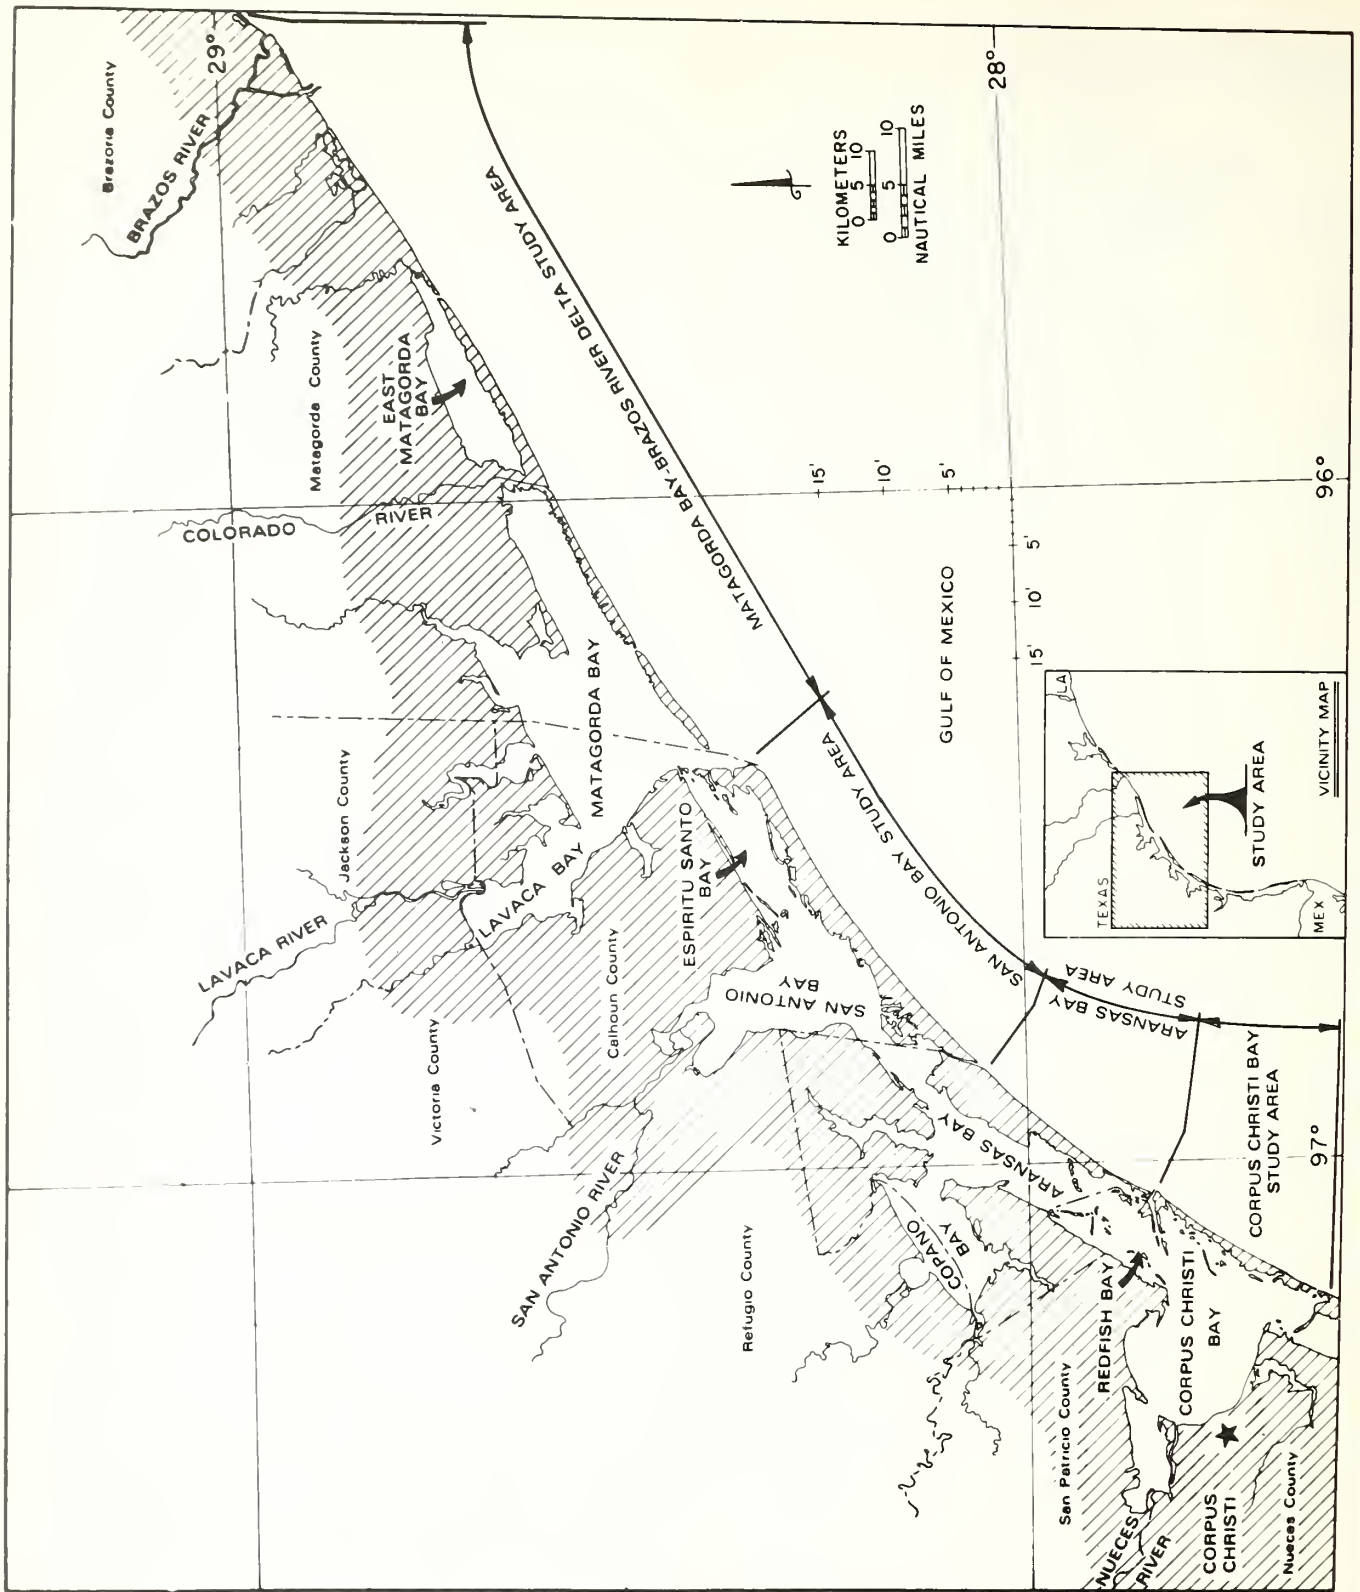 Brazoria County
BRAZOS RIVER
29°
Matagorda County
EAST
MATAGORDA
BAY
COLORADO
RIVER
Jackson County
LAVACA RIVER
MATAGORDA BAY
LAVACA BAY
Victoria County
Calhoun County
ESPIRITU SANTO
BAY
SAN ANTONIO
BAY
SAN ANTONIO RIVER
Refugio County
COPANO
BAY
ARANSAS BAY
San Patricio County
REDFISH BAY
CORPUS CHRISTI
BAY
NUECES
RIVER
CORPUS
CHRISTI
Nueces County
MATAGORDA BAY-BRAZOS RIVER DELTA STUDY AREA
SAN ANTONIO BAY STUDY AREA
ARANSAS BAY
STUDY AREA
CORPUS CHRISTI BAY
STUDY AREA
GULF OF MEXICO
KILOMETERS
0 5 10
0 5 10
NAUTICAL MILES
28°
15'
10'
5'
5'
10'
15'
96°
97°
TEXAS
LA
MEX
STUDY AREA
VICINITY MAP